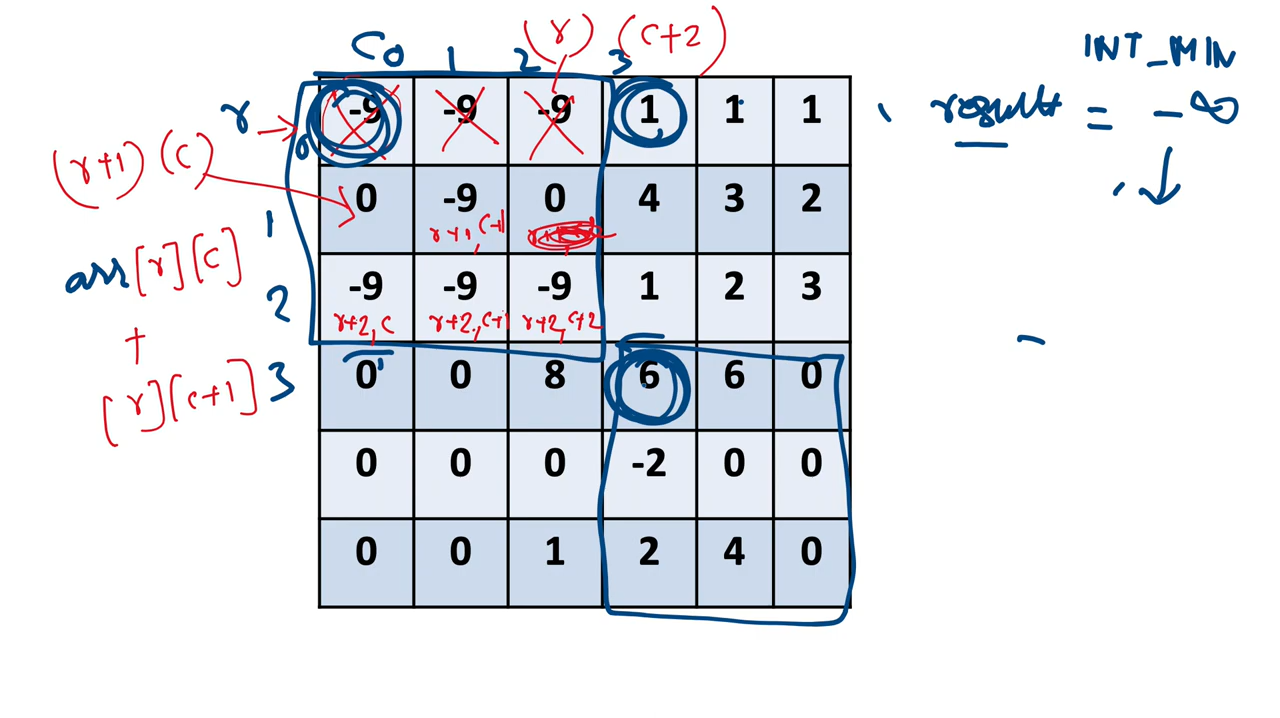 (r) (c+2)
C0 1 2 3
INT_MIN
r → 0 -9 -9 -9 1 1 1
result = -∞
(r+1) (c)
1 0 -9 0 4 3 2
r+1, c+1
arr[r][c]
2 -9 -9 -9 1 2 3
r+2, c r+2, c+1 r+2, c+2
+
3 0 0 8 6 6 0
[r][c+1]
0 0 0 -2 0 0
0 0 1 2 4 0